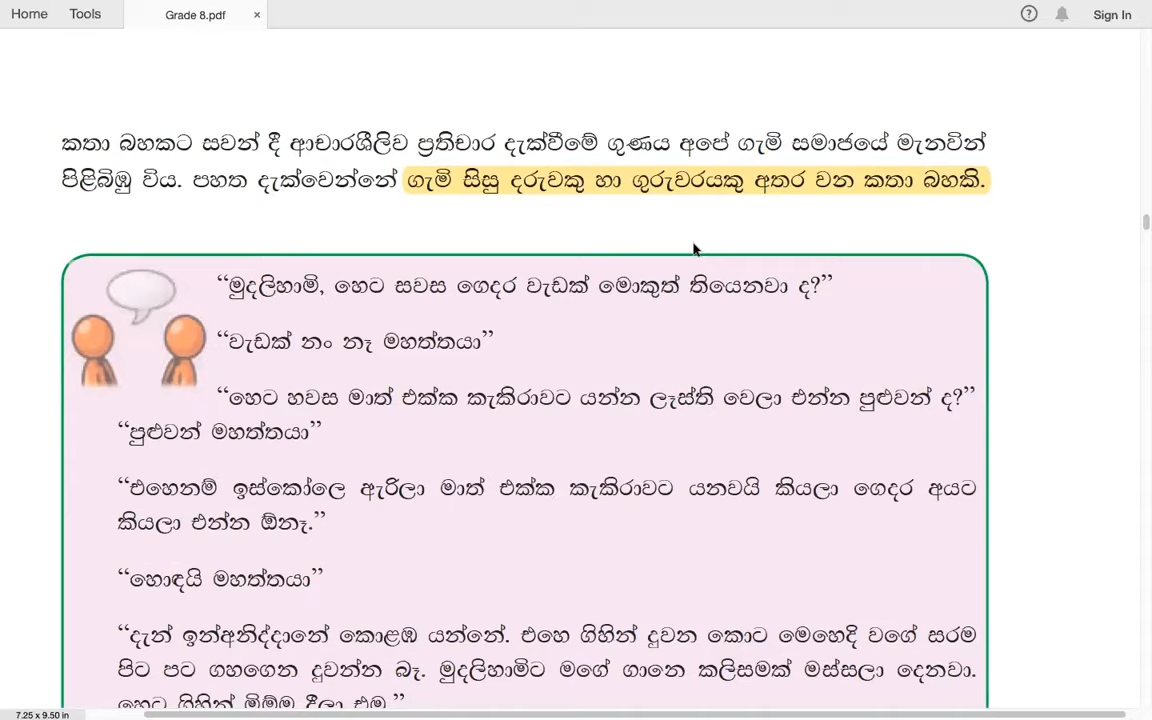 Home Tools Grade 8.pdf × Sign In
කතා බහකට සවන් දී ආචාරශීලිව ප්‍රතිචාර දැක්වීමේ ගුණය අපේ ගැමි සමාජයේ මැනවින්
පිළිබිඹු විය. පහත දැක්වෙන්නේ ගැමි සිසු දරුවකු හා ගුරුවරයකු අතර වන කතා බහකි.
“මුදලිහාමි, හෙට සවස ගෙදර වැඩක් මොකුත් තියෙනවා ද?”
“වැඩක් නං නෑ මහත්තයා”
“හෙට හවස මාත් එක්ක කැකිරාවට යන්න ලෑස්ති වෙලා එන්න පුළුවන් ද?”
“පුළුවන් මහත්තයා”
“එහෙනම් ඉස්කෝලෙ ඇරිලා මාත් එක්ක කැකිරාවට යනවයි කියලා ගෙදර අයට
කියලා එන්න ඕනෑ.”
“හොඳයි මහත්තයා”
“දැන් ඉන්අනිද්දානේ කොළඹ යන්නේ. එහෙ ගිහින් දුවන කොට මෙහෙදි වගේ සරම
පිට පට ගහගෙන දුවන්න බෑ. මුදලිහාමිට මගේ ගානෙ කලිසමක් මස්සලා දෙනවා.
හෙට ගිහින් මිම්ම දීලා එමු.”
7.25 x 9.50 in